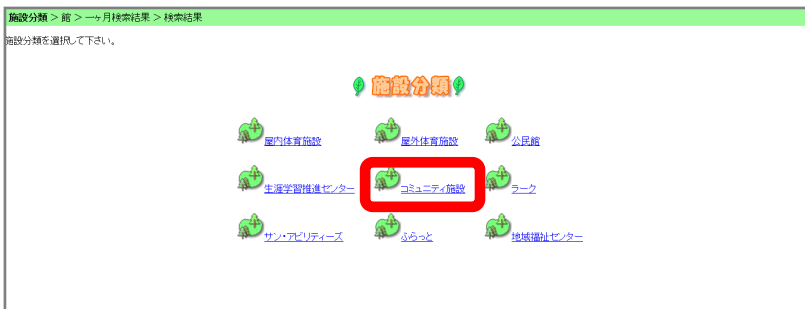 施設分類 > 館 > 一ヶ月検索結果 > 検索結果
施設分類を選択して下さい。
施設分類
屋内体育施設 屋外体育施設 公民館
生涯学習推進センター コミュニティ施設 ラーク
サン・アビリティーズ ふらっと 地域福祉センター